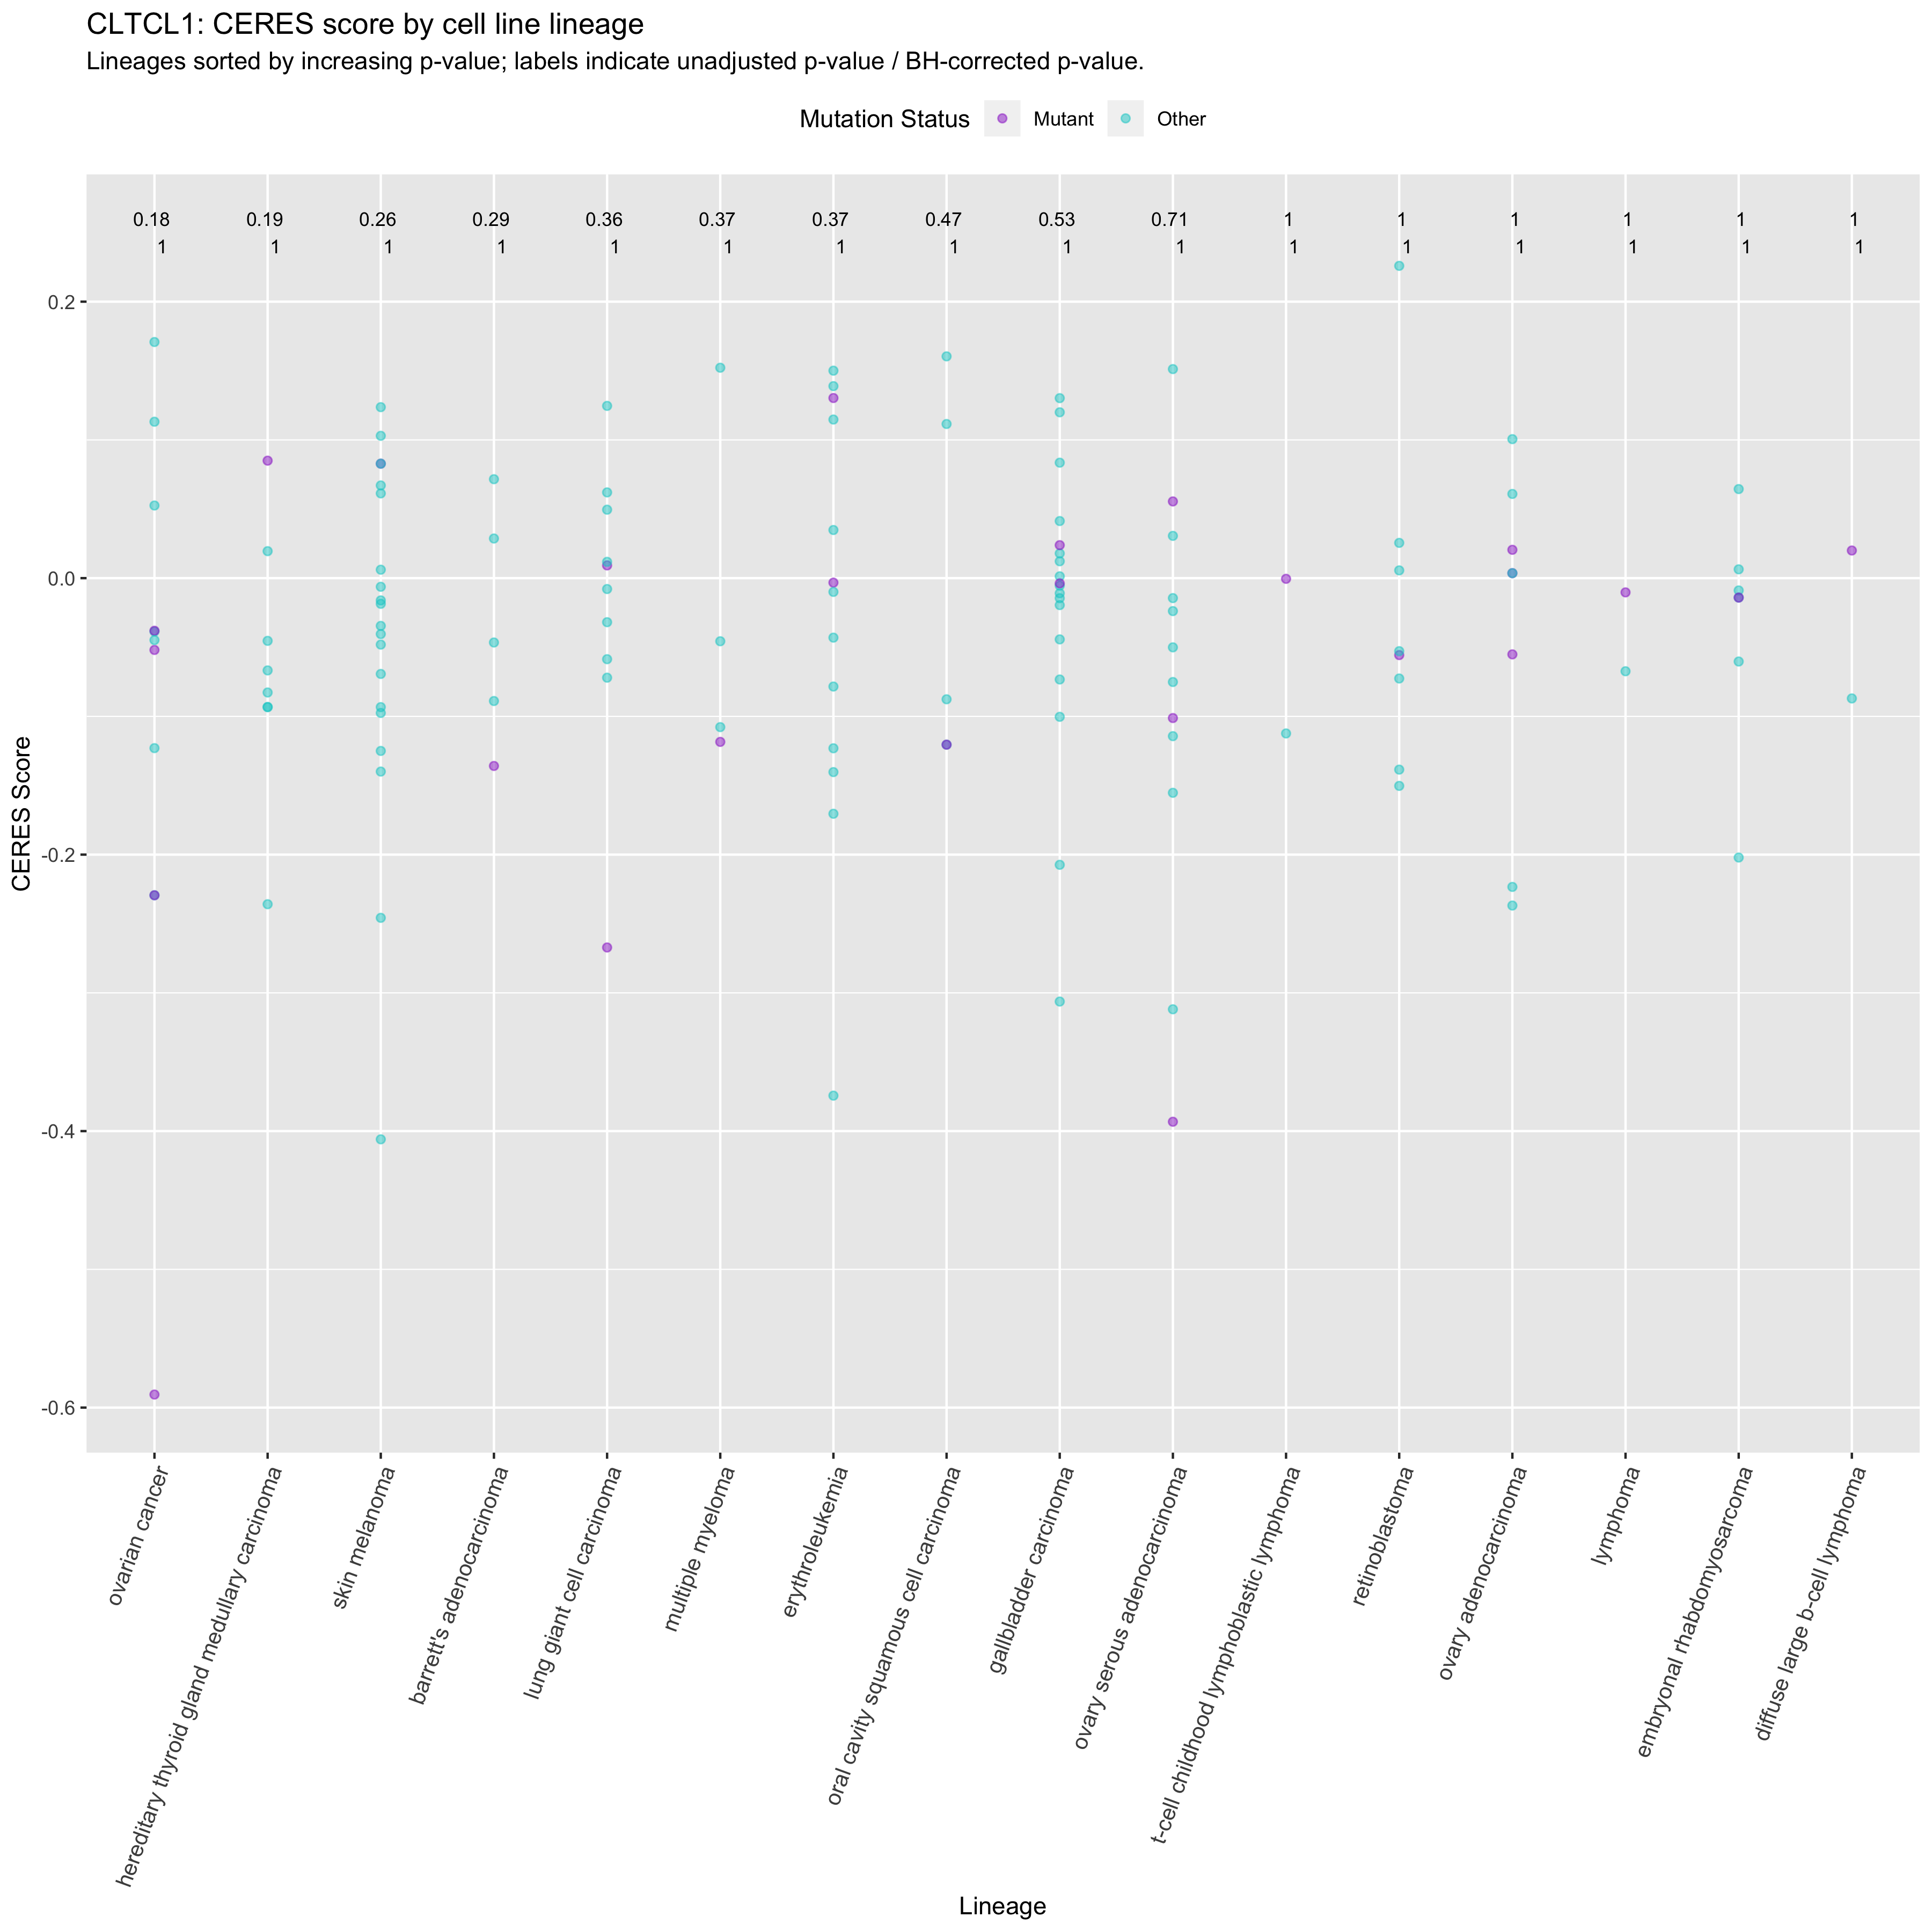 CLTCL1: CERES score by cell line lineage
Lineages sorted by increasing p-value; labels indicate unadjusted p-value / BH-corrected p-value.
Mutation Status Mutant Other
0.18 0.19 0.26 0.29 0.36 0.37 0.37 0.47 0.53 0.71 1 1 1 1 1 1
1 1 1 1 1 1 1 1 1 1 1 1 1 1 1 1
0.2
0.0
-0.2
-0.4
-0.6
CERES Score
ovarian cancer
hereditary thyroid gland medullary carcinoma
skin melanoma
barrett's adenocarcinoma
lung giant cell carcinoma
multiple myeloma
erythroleukemia
oral cavity squamous cell carcinoma
gallbladder carcinoma
ovary serous adenocarcinoma
t-cell childhood lymphoblastic lymphoma
retinoblastoma
ovary adenocarcinoma
lymphoma
embryonal rhabdomyosarcoma
diffuse large b-cell lymphoma
Lineage